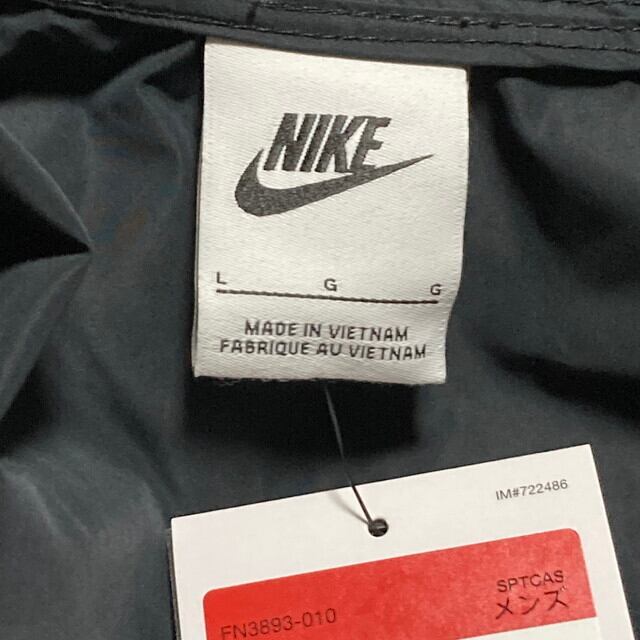 NIKE
L G G
MADE IN VIETNAM
FABRIQUE AU VIETNAM
IM#722486
SPTCAS
FN3893-010 メンズ